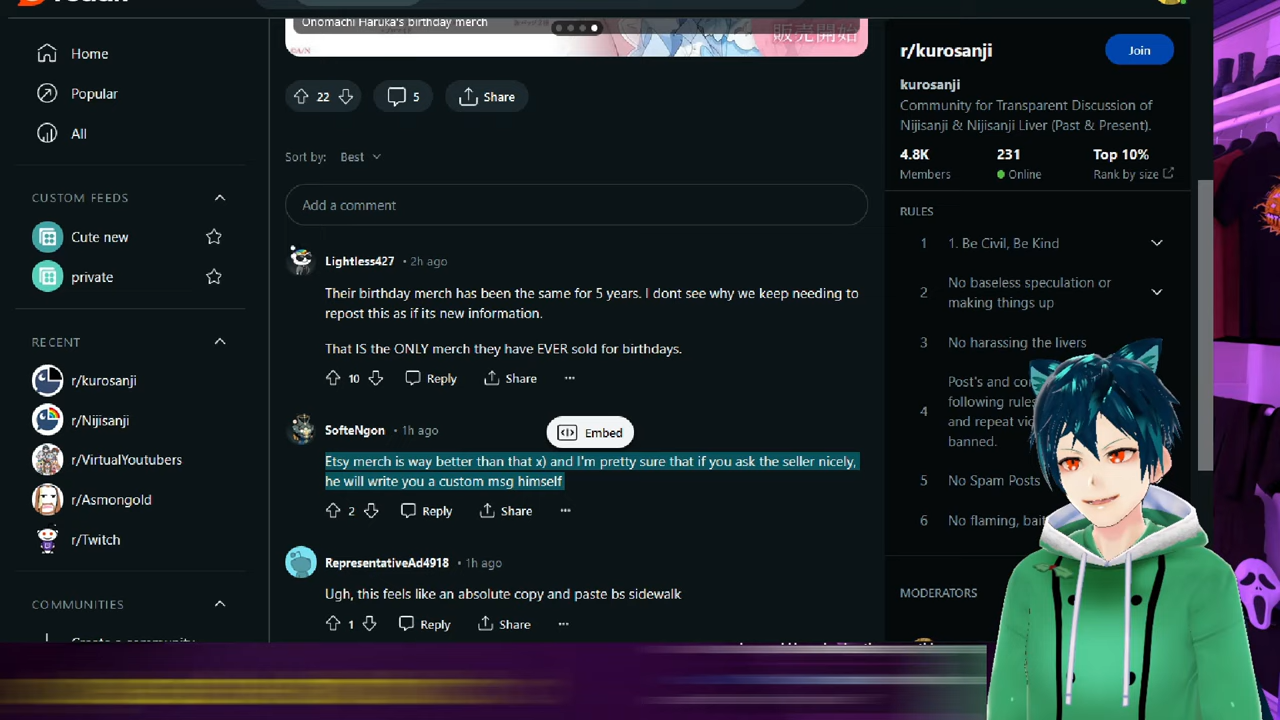 Onomachi Haruka's birthday merch
販売開始
Home
Popular
All
CUSTOM FEEDS
Cute new
private
RECENT
r/kurosanji
r/Nijisanji
r/VirtualYoutubers
r/Asmongold
r/Twitch
COMMUNITIES
22
5
Share
Sort by: Best
Add a comment
Lightless427 • 2h ago
Their birthday merch has been the same for 5 years. I dont see why we keep needing to
repost this as if its new information.
That IS the ONLY merch they have EVER sold for birthdays.
10 Reply Share ...
SofteNgon • 1h ago
Embed
Etsy merch is way better than that x) and I'm pretty sure that if you ask the seller nicely,
he will write you a custom msg himself
2 Reply Share ...
RepresentativeAd4918 • 1h ago
Ugh, this feels like an absolute copy and paste bs sidewalk
1 Reply Share ...
r/kurosanji
Join
kurosanji
Community for Transparent Discussion of
Nijisanji & Nijisanji Liver (Past & Present).
4.8K 231 Top 10%
Members Online Rank by size
RULES
1 1. Be Civil, Be Kind
2 No baseless speculation or
making things up
3 No harassing the livers
4 Post's and
following rules
and repeat
banned.
5 No Spam Posts
6 No flaming,
MODERATORS